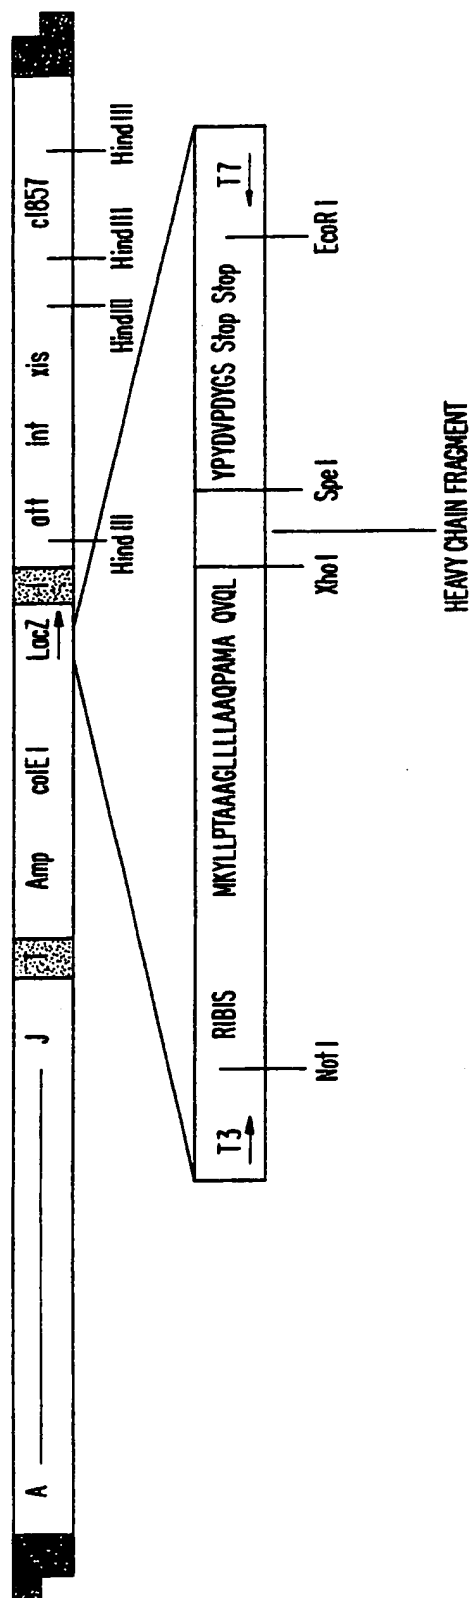 A J T Amp colE1 LacZ T att int xis cI857
Hind III Hind III Hind III Hind III
T3 RIBIS MKYLLPTAAAGLLLLAAQPAMA QVQL YPYDVPDYGS Stop Stop T7
Not I Xho I Spe I EcoR I
HEAVY CHAIN FRAGMENT